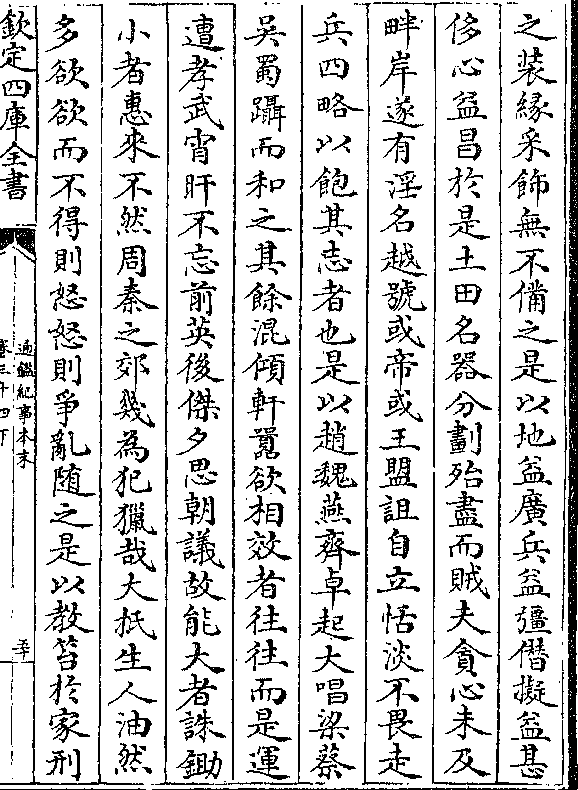 之装緣采飾無不備之是以地益廣兵益彊僭擬益甚
侈心益昌於是土田名器分劃殆盡而賊夫貪心未及
畔岸遂有淫名越號或帝或王盟詛自立恬淡不畏走
兵四略以飽其志者也是以趙魏燕齊卓起大唱梁蔡
吳蜀躡而和之其餘混傾軒囂欲相效者往往而是運
遭孝武宵旰不忘前英後傑夕思朝議故能大者誅鋤
小者惠來不然周秦之郊幾為犯獵哉大抵生人油然
多欲欲而不得則怒怒則爭亂随之是以教笞於家刑
欽定四庫全書
通鑑紀事本末
卷三十四下